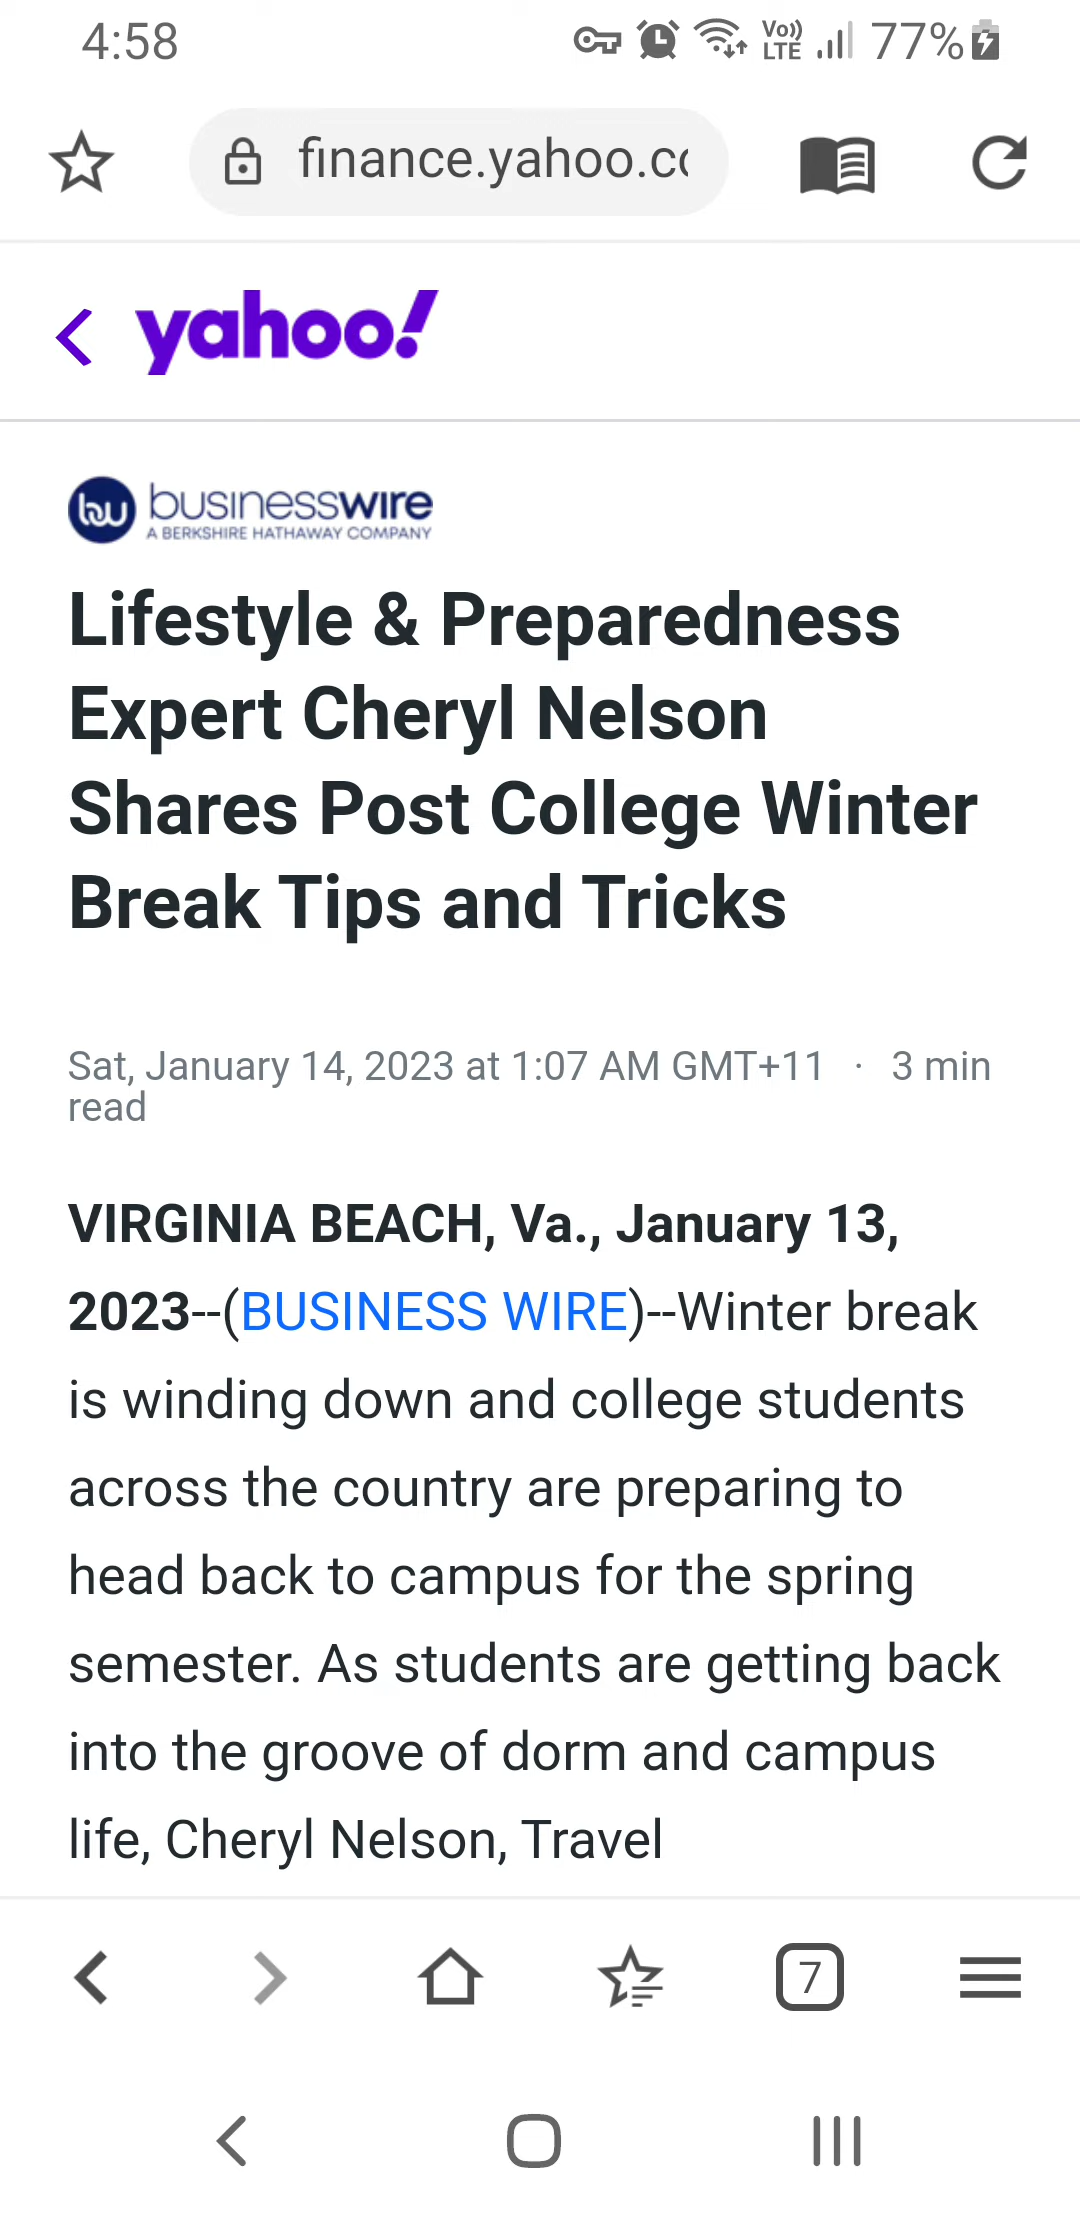 4:58 Vo)) LTE 77%
finance.yahoo.co
yahoo!
bw businesswire
A BERKSHIRE HATHAWAY COMPANY
Lifestyle & Preparedness
Expert Cheryl Nelson
Shares Post College Winter
Break Tips and Tricks
Sat, January 14, 2023 at 1:07 AM GMT+11 · 3 min
read
VIRGINIA BEACH, Va., January 13,
2023--(BUSINESS WIRE)--Winter break
is winding down and college students
across the country are preparing to
head back to campus for the spring
semester. As students are getting back
into the groove of dorm and campus
life, Cheryl Nelson, Travel
7